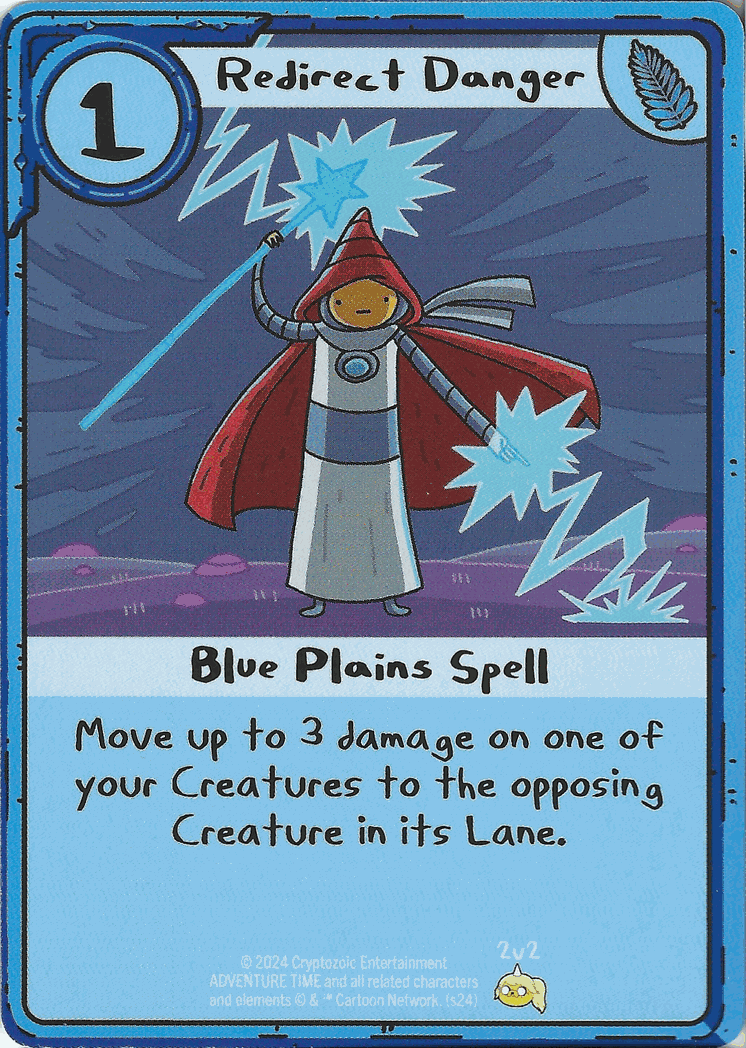 1
Redirect Danger
Blue Plains Spell
Move up to 3 damage on one of
your Creatures to the opposing
Creature in its Lane.
2v2
© 2024 Cryptozoic Entertainment
ADVENTURE TIME and all related characters
and elements © & ™ Cartoon Network. (s24)